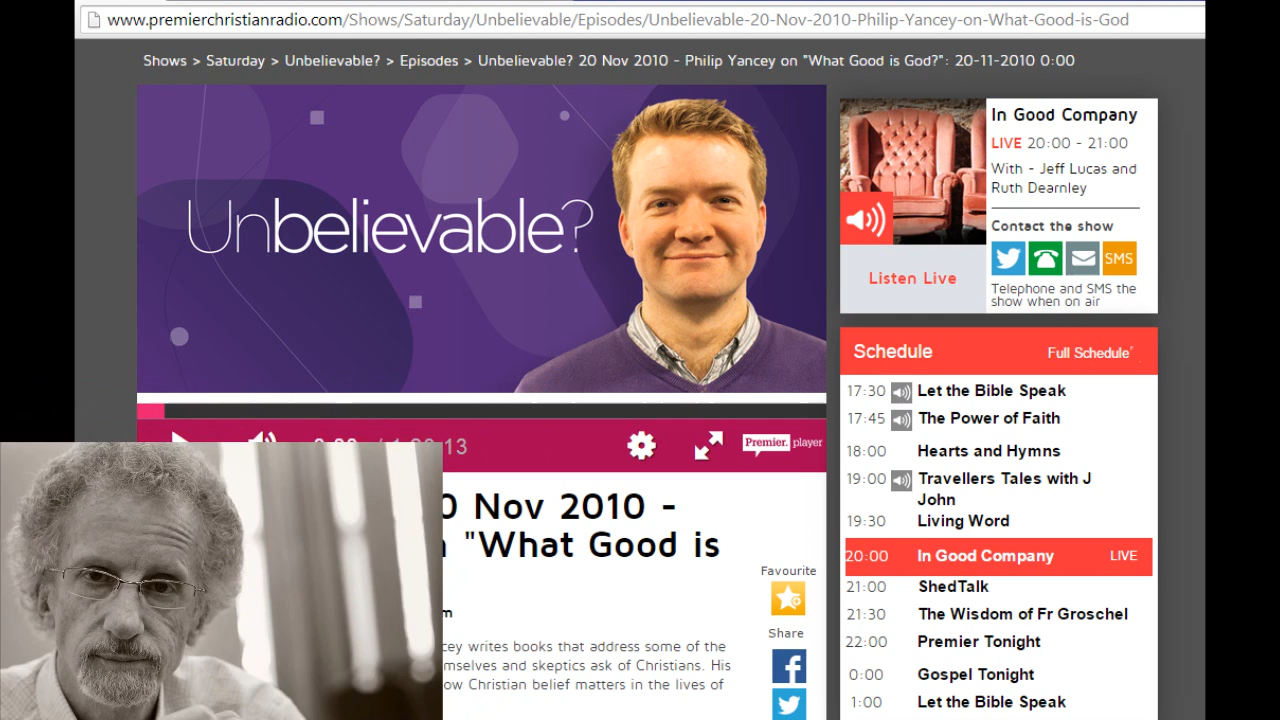 www.premierchristianradio.com/Shows/Saturday/Unbelievable/Episodes/Unbelievable-20-Nov-2010-Philip-Yancey-on-What-Good-is-God
Shows > Saturday > Unbelievable? > Episodes > Unbelievable? 20 Nov 2010 - Philip Yancey on "What Good is God?": 20-11-2010 0:00
Unbelievable?
Premier. player
0 Nov 2010 -
"What Good is
m
cey writes books that address some of the
mselves and skeptics ask of Christians. His
ow Christian belief matters in the lives of
Favourite
Share
In Good Company
LIVE 20:00 - 21:00
With - Jeff Lucas and
Ruth Dearnley
Contact the show
SMS
Telephone and SMS the
show when on air
Listen Live
Schedule Full Schedule
17:30 Let the Bible Speak
17:45 The Power of Faith
18:00 Hearts and Hymns
19:00 Travellers Tales with J
John
19:30 Living Word
20:00 In Good Company LIVE
21:00 ShedTalk
21:30 The Wisdom of Fr Groschel
22:00 Premier Tonight
0:00 Gospel Tonight
1:00 Let the Bible Speak